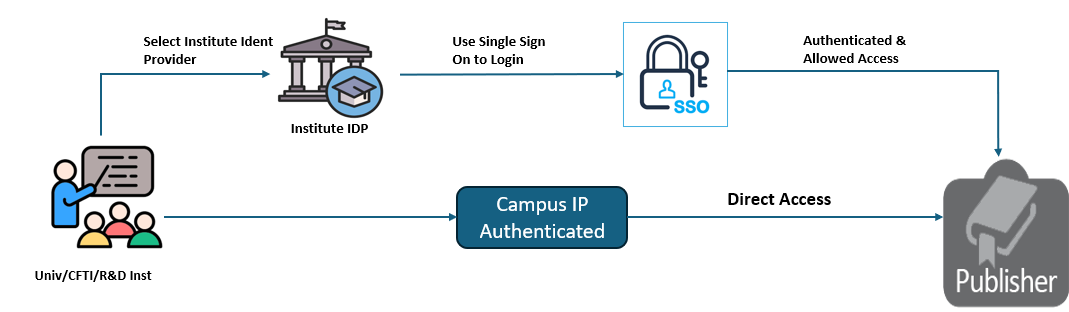 Select Institute Ident
Provider
Use Single Sign
On to Login
Authenticated &
Allowed Access
SSO
Institute IDP
Campus IP
Authenticated
Direct Access
Univ/CFTI/R&D Inst
Publisher